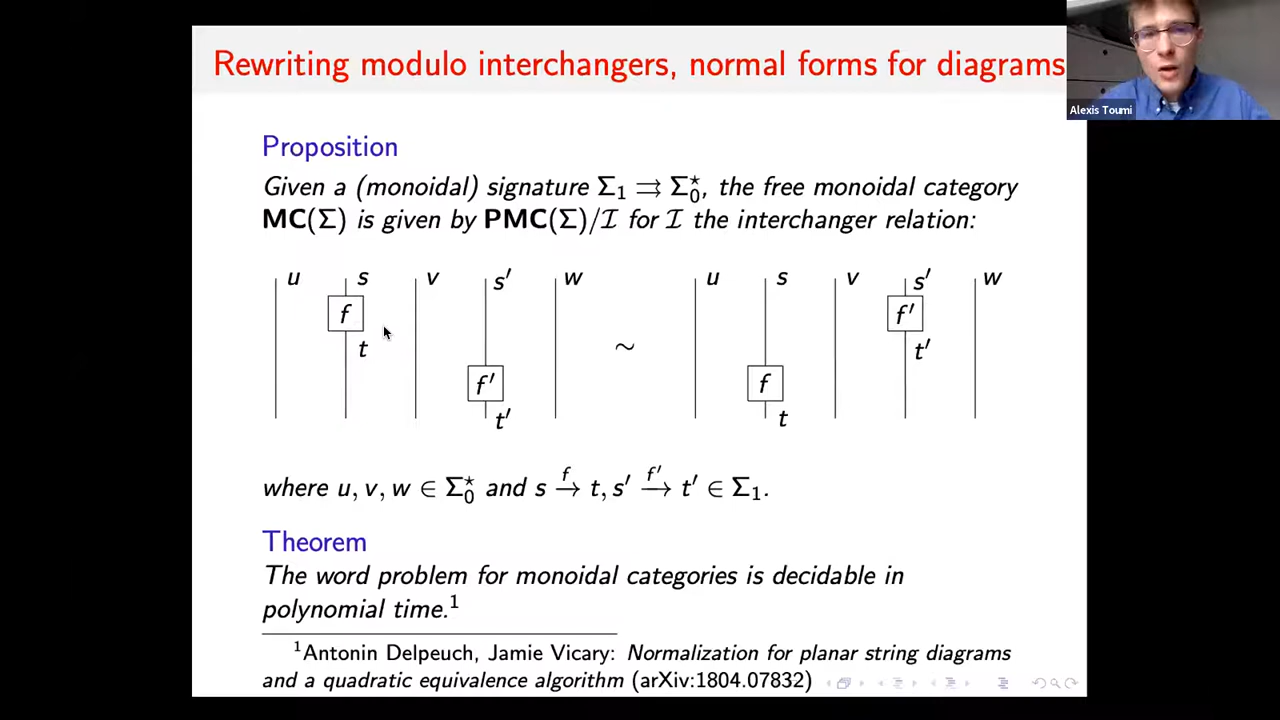 Rewriting modulo interchangers, normal forms for diagrams
Alexis Toumi
Proposition
Given a (monoidal) signature Σ₁ ⇉ Σ₀⋆, the free monoidal category
MC(Σ) is given by PMC(Σ)/ℐ for ℐ the interchanger relation:
u s v s′ w u s v s′ w
f f′
t ∼ t′
f′ f
t′ t
where u, v, w ∈ Σ₀⋆ and s →f t, s′ →f′ t′ ∈ Σ₁.
Theorem
The word problem for monoidal categories is decidable in
polynomial time.¹
¹Antonin Delpeuch, Jamie Vicary: Normalization for planar string diagrams
and a quadratic equivalence algorithm (arXiv:1804.07832)